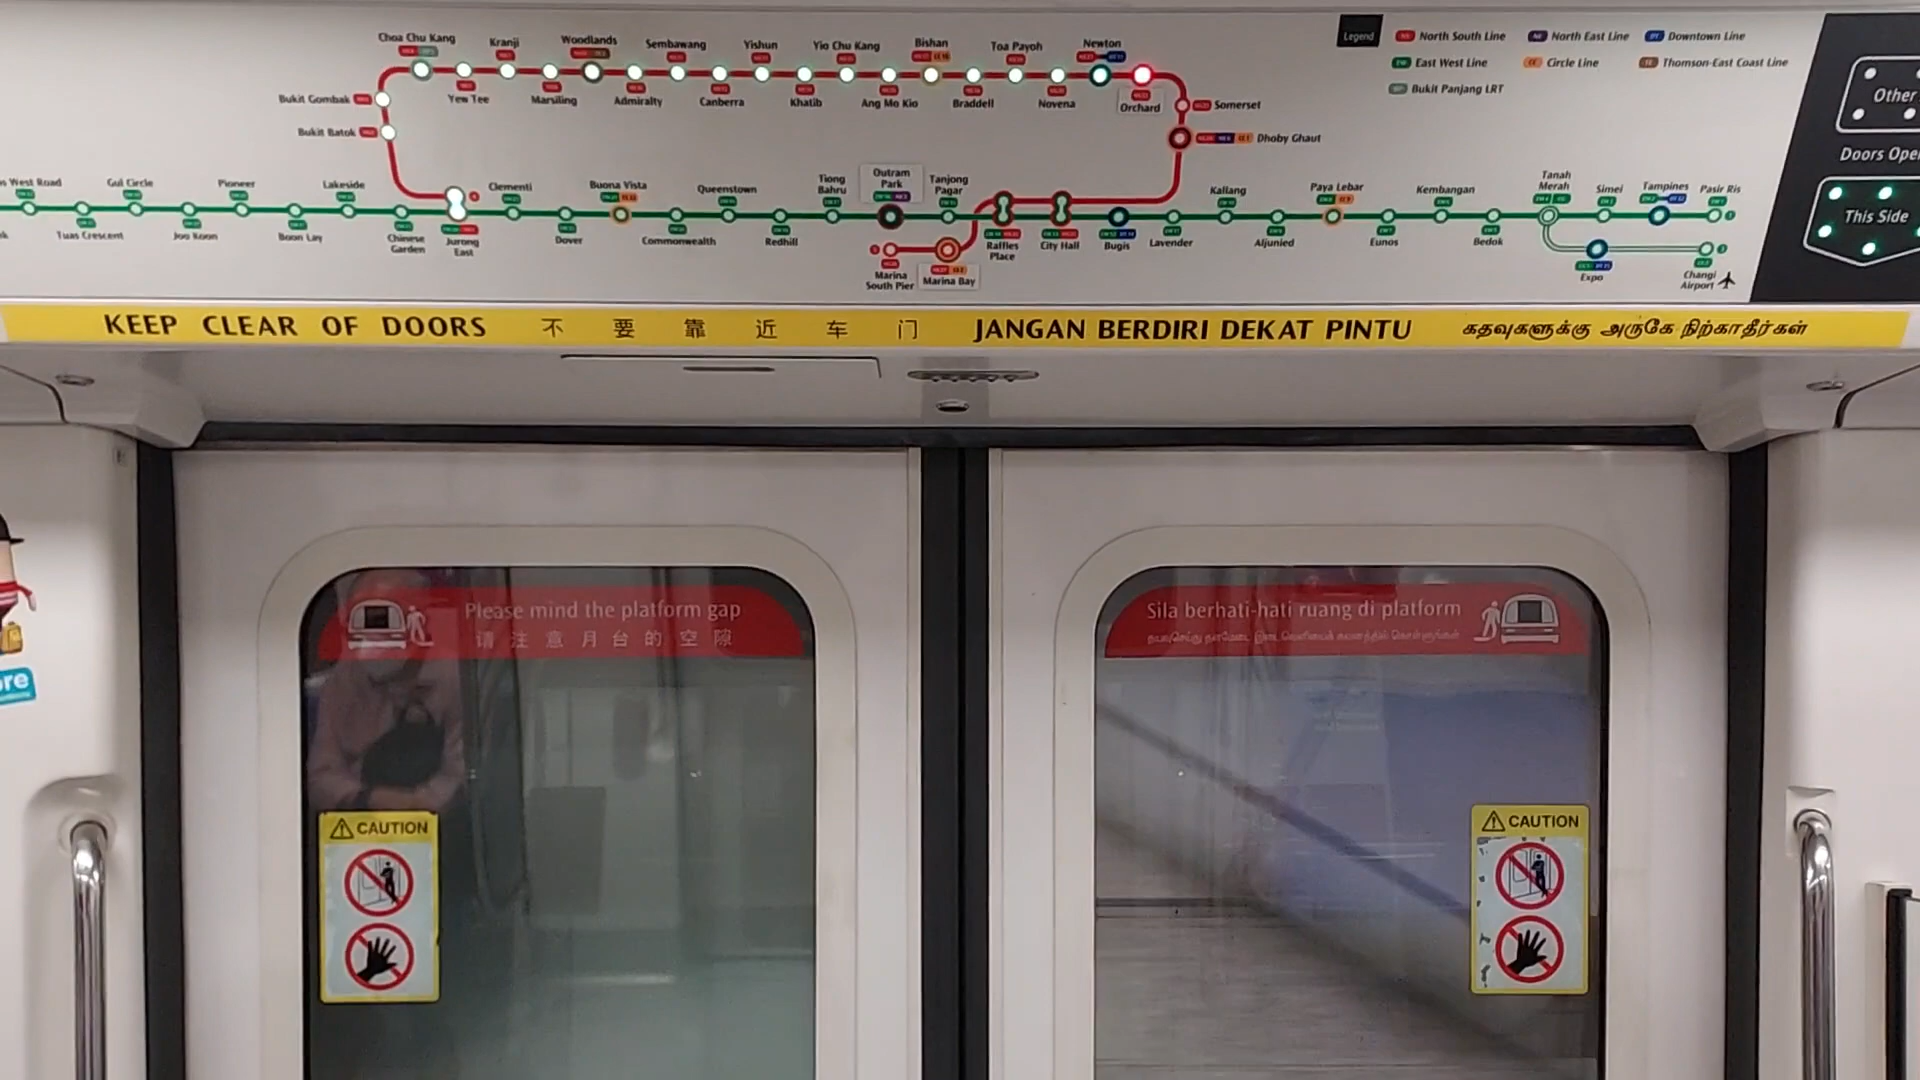 Choa Chu Kang
Kranji
Woodlands
Sembawang
Yishun
Yio Chu Kang
Bishan
Toa Payoh
Newton
Yew Tee
Marsiling
Admiralty
Canberra
Khatib
Ang Mo Kio
Braddell
Novena
Orchard
Bukit Gombak
Bukit Batok
Somerset
Dhoby Ghaut
Legend
North South Line
North East Line
Downtown Line
East West Line
Circle Line
Thomson-East Coast Line
Bukit Panjang LRT
Other
Doors Ope
This Side
s West Road
Gul Circle
Pioneer
Lakeside
Clementi
Buona Vista
Queenstown
Tiong
Bahru
Outram
Park
Tanjong
Pagar
Kallang
Paya Lebar
Kembangan
Tanah
Merah
Simei
Tampines
Pasir Ris
Tuas Crescent
Joo Koon
Boon Lay
Chinese
Garden
Jurong
East
Dover
Commonwealth
Redhill
Raffles
Place
City Hall
Bugis
Lavender
Aljunied
Eunos
Bedok
Marina
South Pier
Marina Bay
Expo
Changi
Airport
KEEP CLEAR OF DOORS 不要靠近车门 JANGAN BERDIRI DEKAT PINTU கதவுகளுக்கு அருகே நிற்காதீர்கள்
Please mind the platform gap
请注意月台的空隙
Sila berhati-hati ruang di platform
CAUTION
CAUTION
re